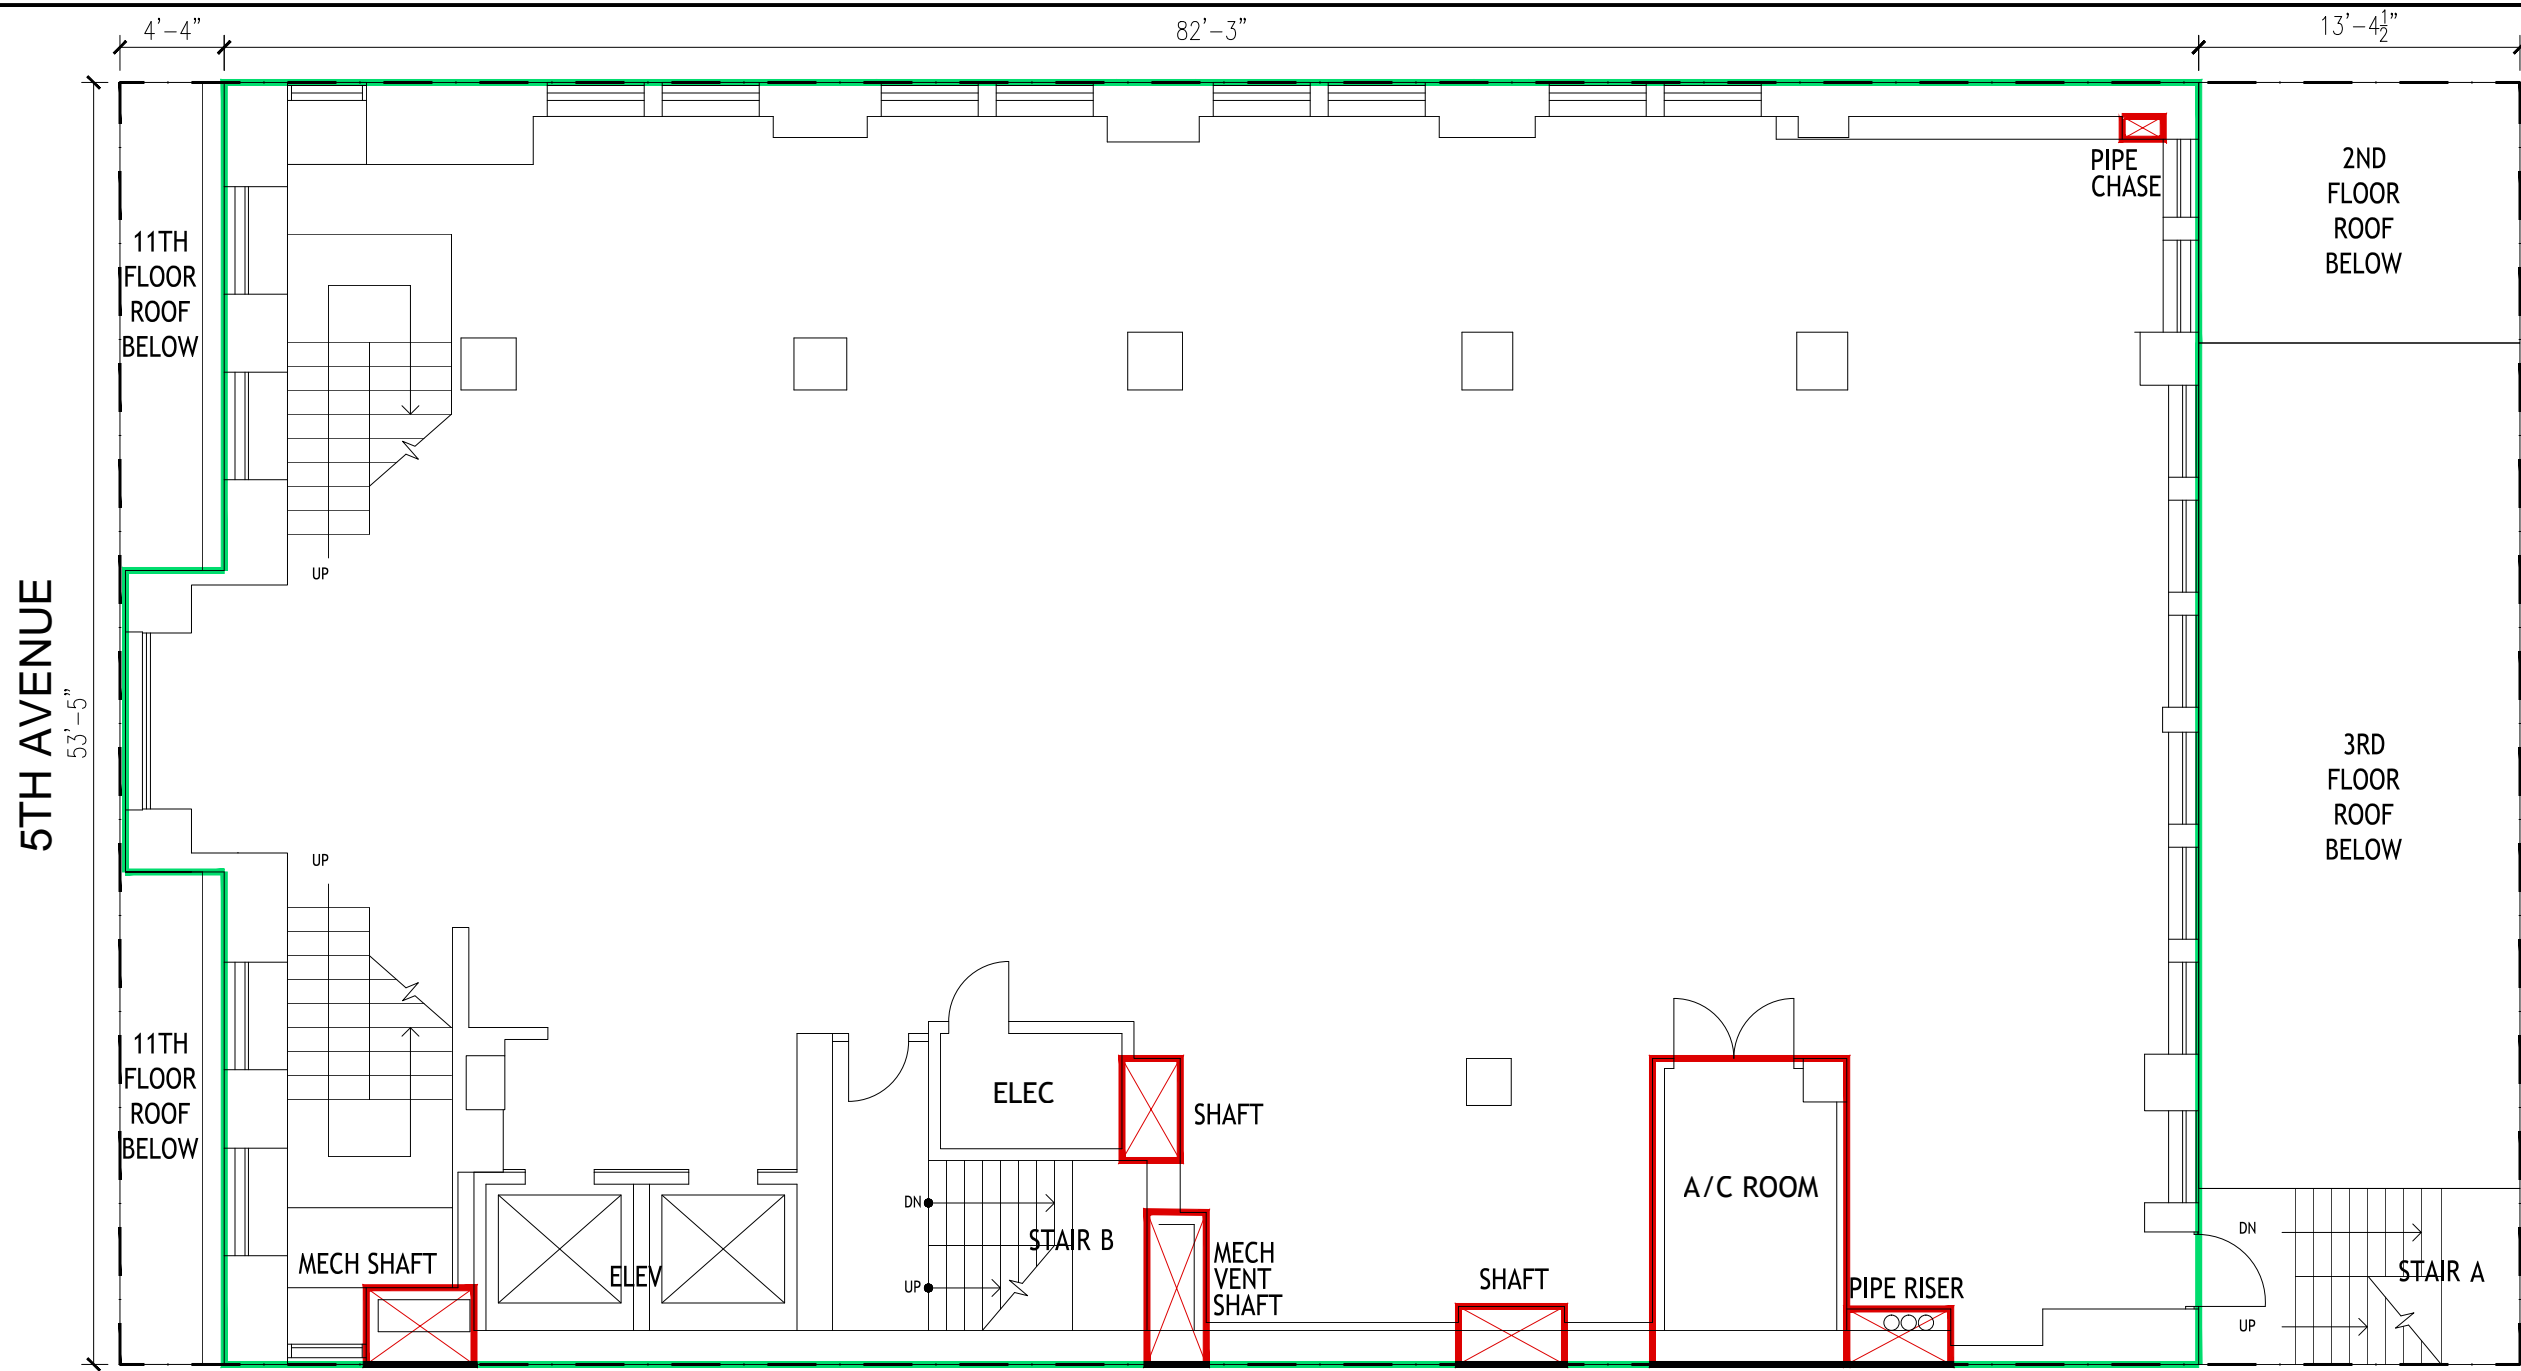 4'-4"
82'-3"
13'-4½"
PIPE
CHASE
2ND
FLOOR
ROOF
BELOW
11TH
FLOOR
ROOF
BELOW
UP
5TH AVENUE
53'-5"
3RD
FLOOR
ROOF
BELOW
UP
11TH
FLOOR
ROOF
BELOW
ELEC
SHAFT
A/C ROOM
DN
STAIR B
UP
MECH SHAFT
ELEV
MECH
VENT
SHAFT
SHAFT
PIPE RISER
DN
STAIR A
UP